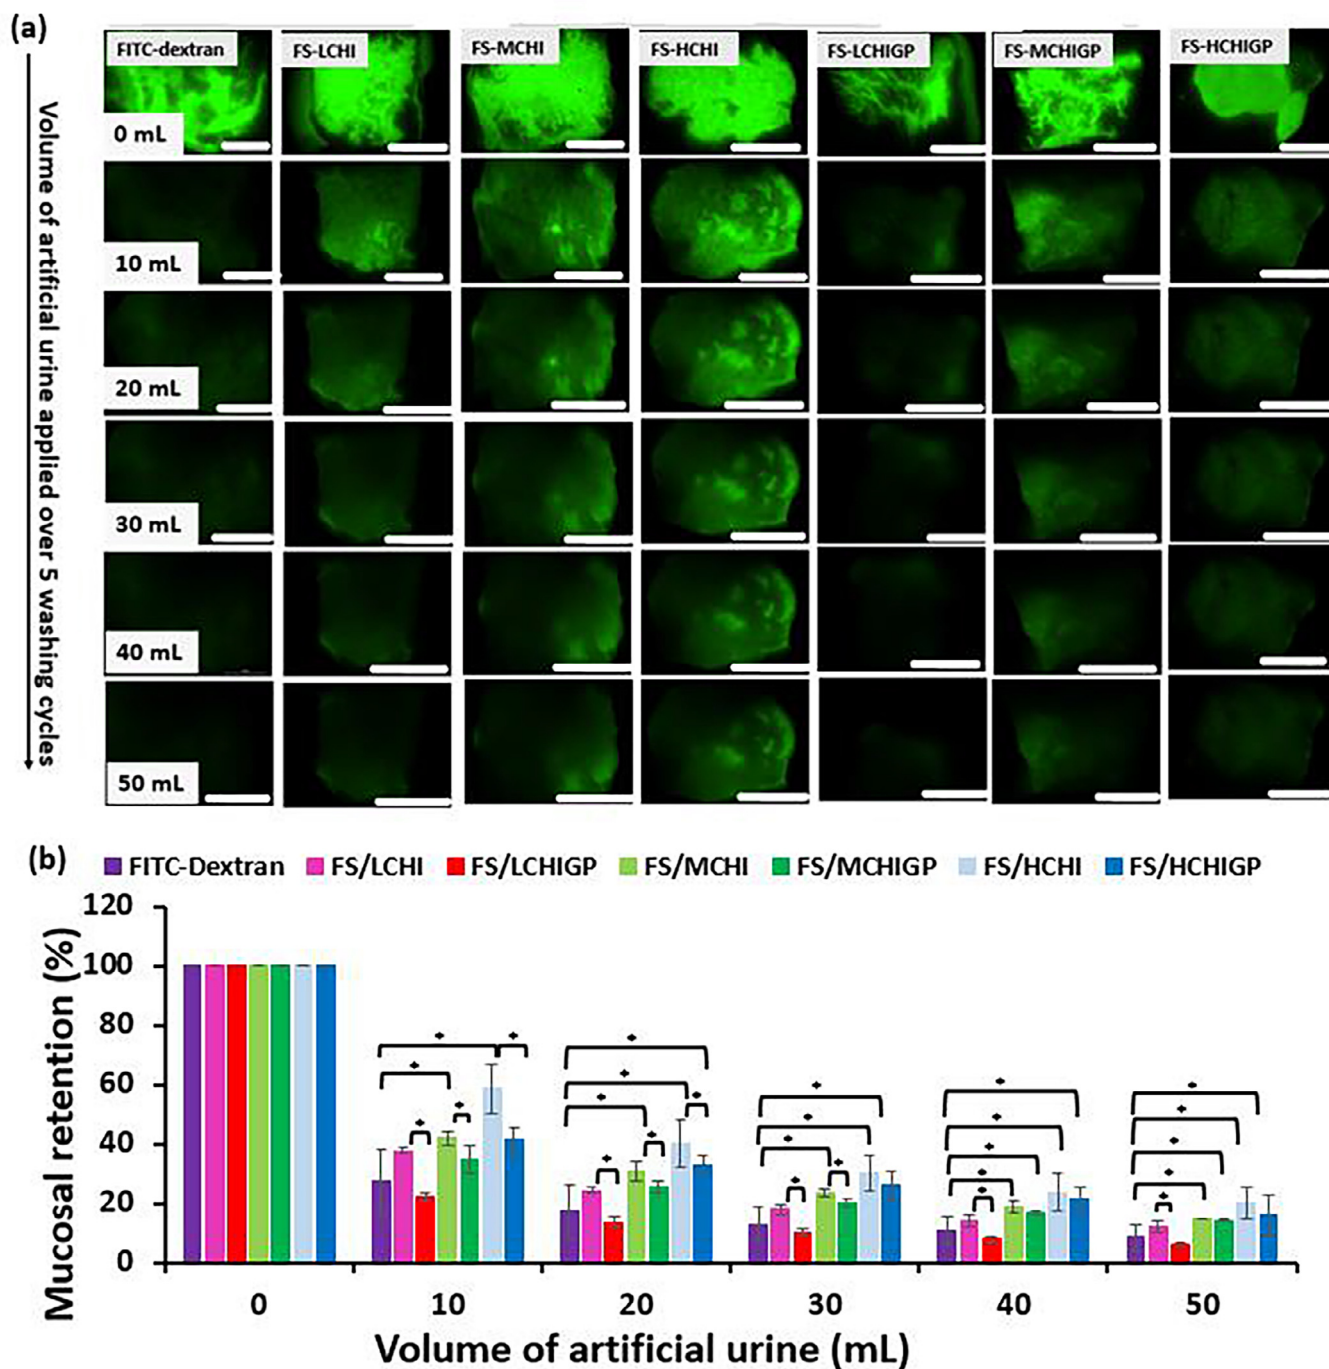 (a)
FITC-dextran
FS-LCHI
FS-MCHI
FS-HCHI
FS-LCHIGP
FS-MCHIGP
FS-HCHIGP
Volume of artificial urine applied over 5 washing cycles
0 mL
10 mL
20 mL
30 mL
40 mL
50 mL
(b)
FITC-Dextran
FS/LCHI
FS/LCHIGP
FS/MCHI
FS/MCHIGP
FS/HCHI
FS/HCHIGP
Mucosal retention (%)
120
100
80
60
40
20
0
0
10
20
30
40
50
Volume of artificial urine (mL)